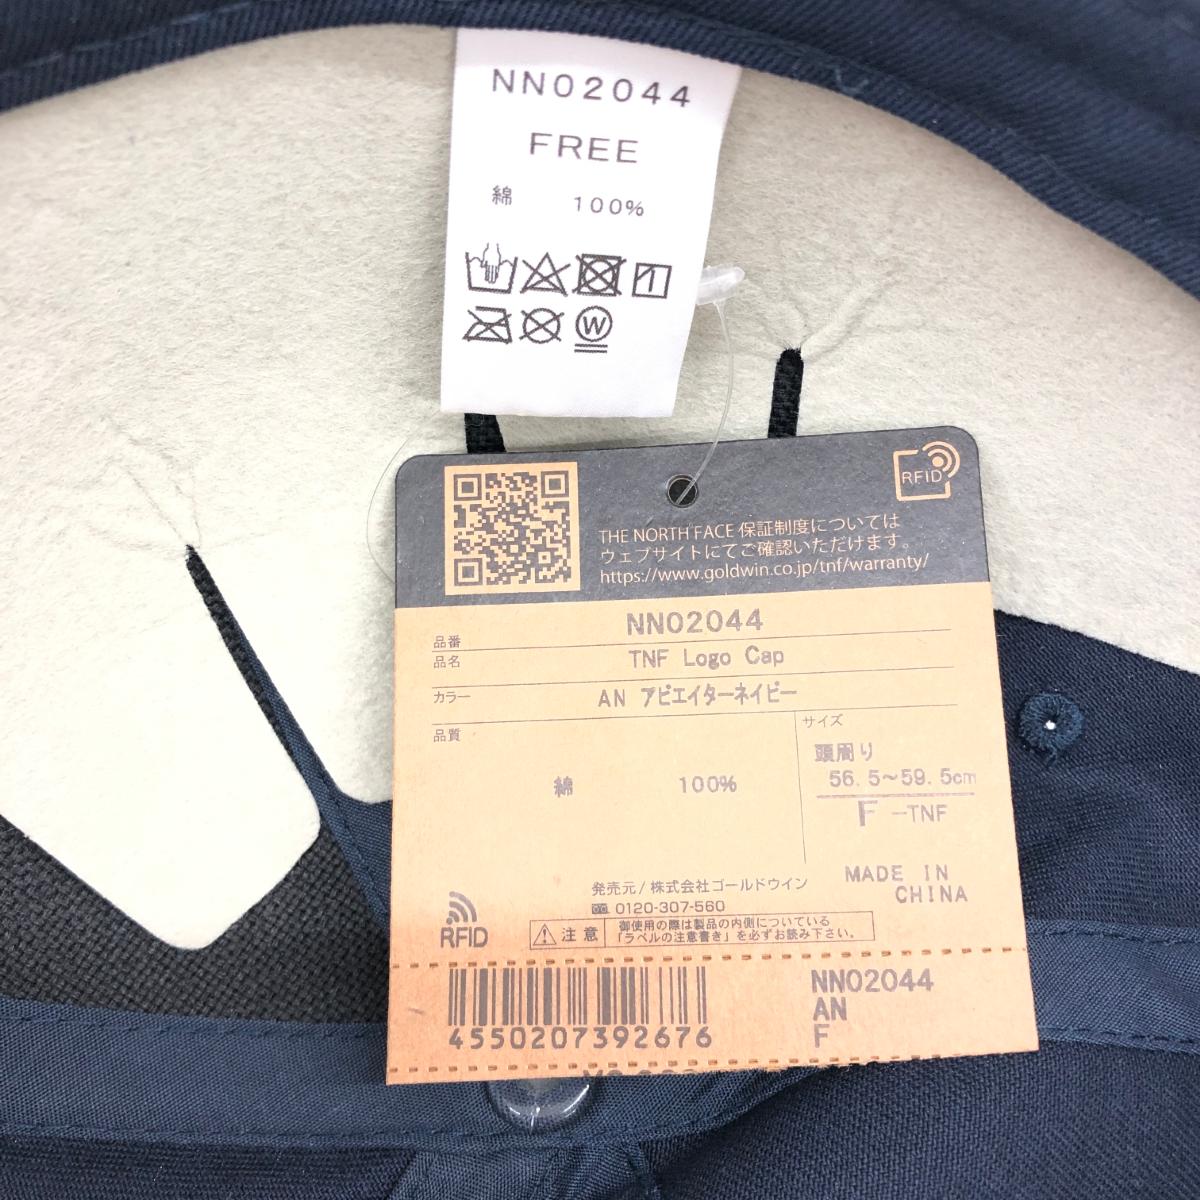 NN02044
FREE
綿 100%
W
RFID
THE NORTH FACE 保証制度については
ウェブサイトにてご確認いただけます。
https://www.goldwin.co.jp/tnf/warranty/
品番 NN02044
品名 TNF Logo Cap
カラー AN アビエイターネイビー
品質
綿 100%
サイズ
頭周り
56.5〜59.5cm
F -TNF
MADE IN
CHINA
発売元/株式会社ゴールドウイン
0120-307-560
RFID
注意
御使用の際は製品の内側についている
「ラベルの注意書き」を必ずお読み下さい。
4550207392676
NN02044
AN
F